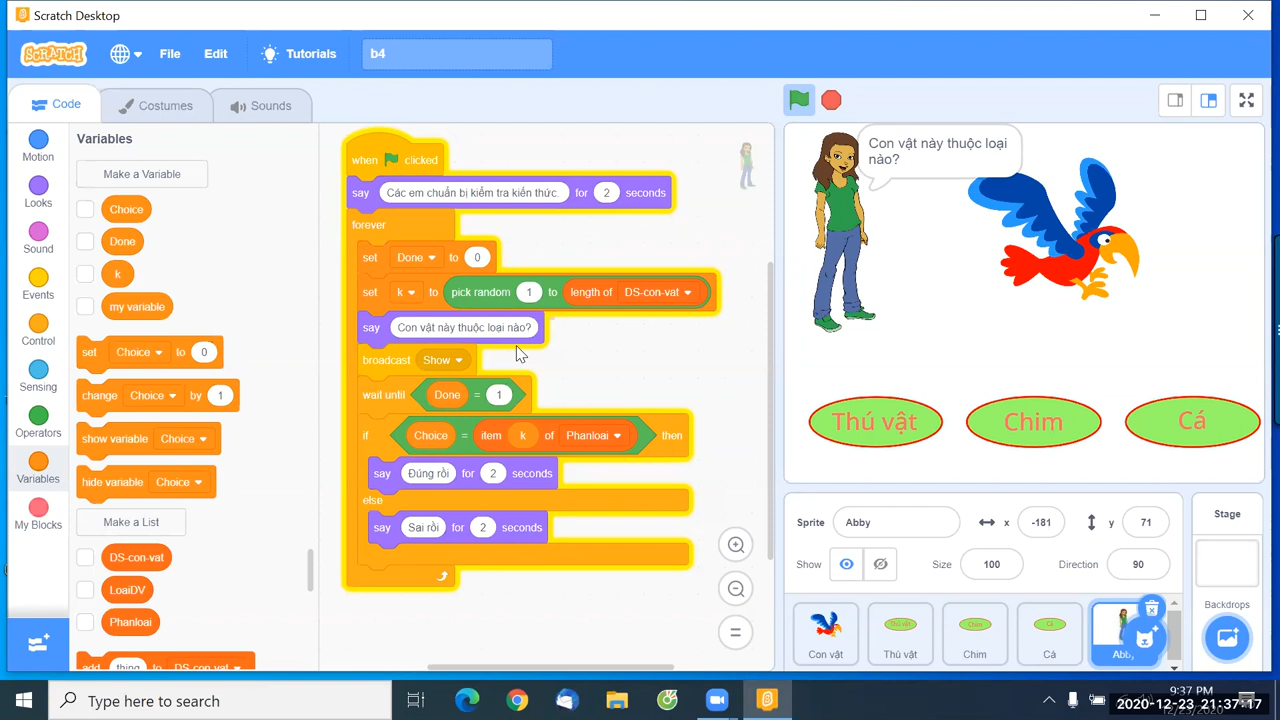 Scratch Desktop
SCRATCH
File
Edit
Tutorials
b4
Code
Costumes
Sounds
Motion
Looks
Sound
Events
Control
Sensing
Operators
Variables
My Blocks
Variables
Make a Variable
Choice
Done
k
my variable
set Choice to 0
change Choice by 1
show variable Choice
hide variable Choice
Make a List
DS-con-vat
LoaiDV
Phanloai
add thing to DS-con-vat
when clicked
say Các em chuẩn bị kiểm tra kiến thức. for 2 seconds
forever
set Done to 0
set k to pick random 1 to length of DS-con-vat
say Con vật này thuộc loại nào?
broadcast Show
wait until Done = 1
if Choice = item k of Phanloai then
say Đúng rồi for 2 seconds
else
say Sai rồi for 2 seconds
Con vật này thuộc loại
nào?
Thú vật
Chim
Cá
Sprite Abby x -181 y 71
Show Size 100 Direction 90
Con vật
Thú vật
Thú vật
Chim
Chim
Cá
Cá
Stage
Backdrops
Type here to search
9:37 PM
2020-12-23 21:37:17